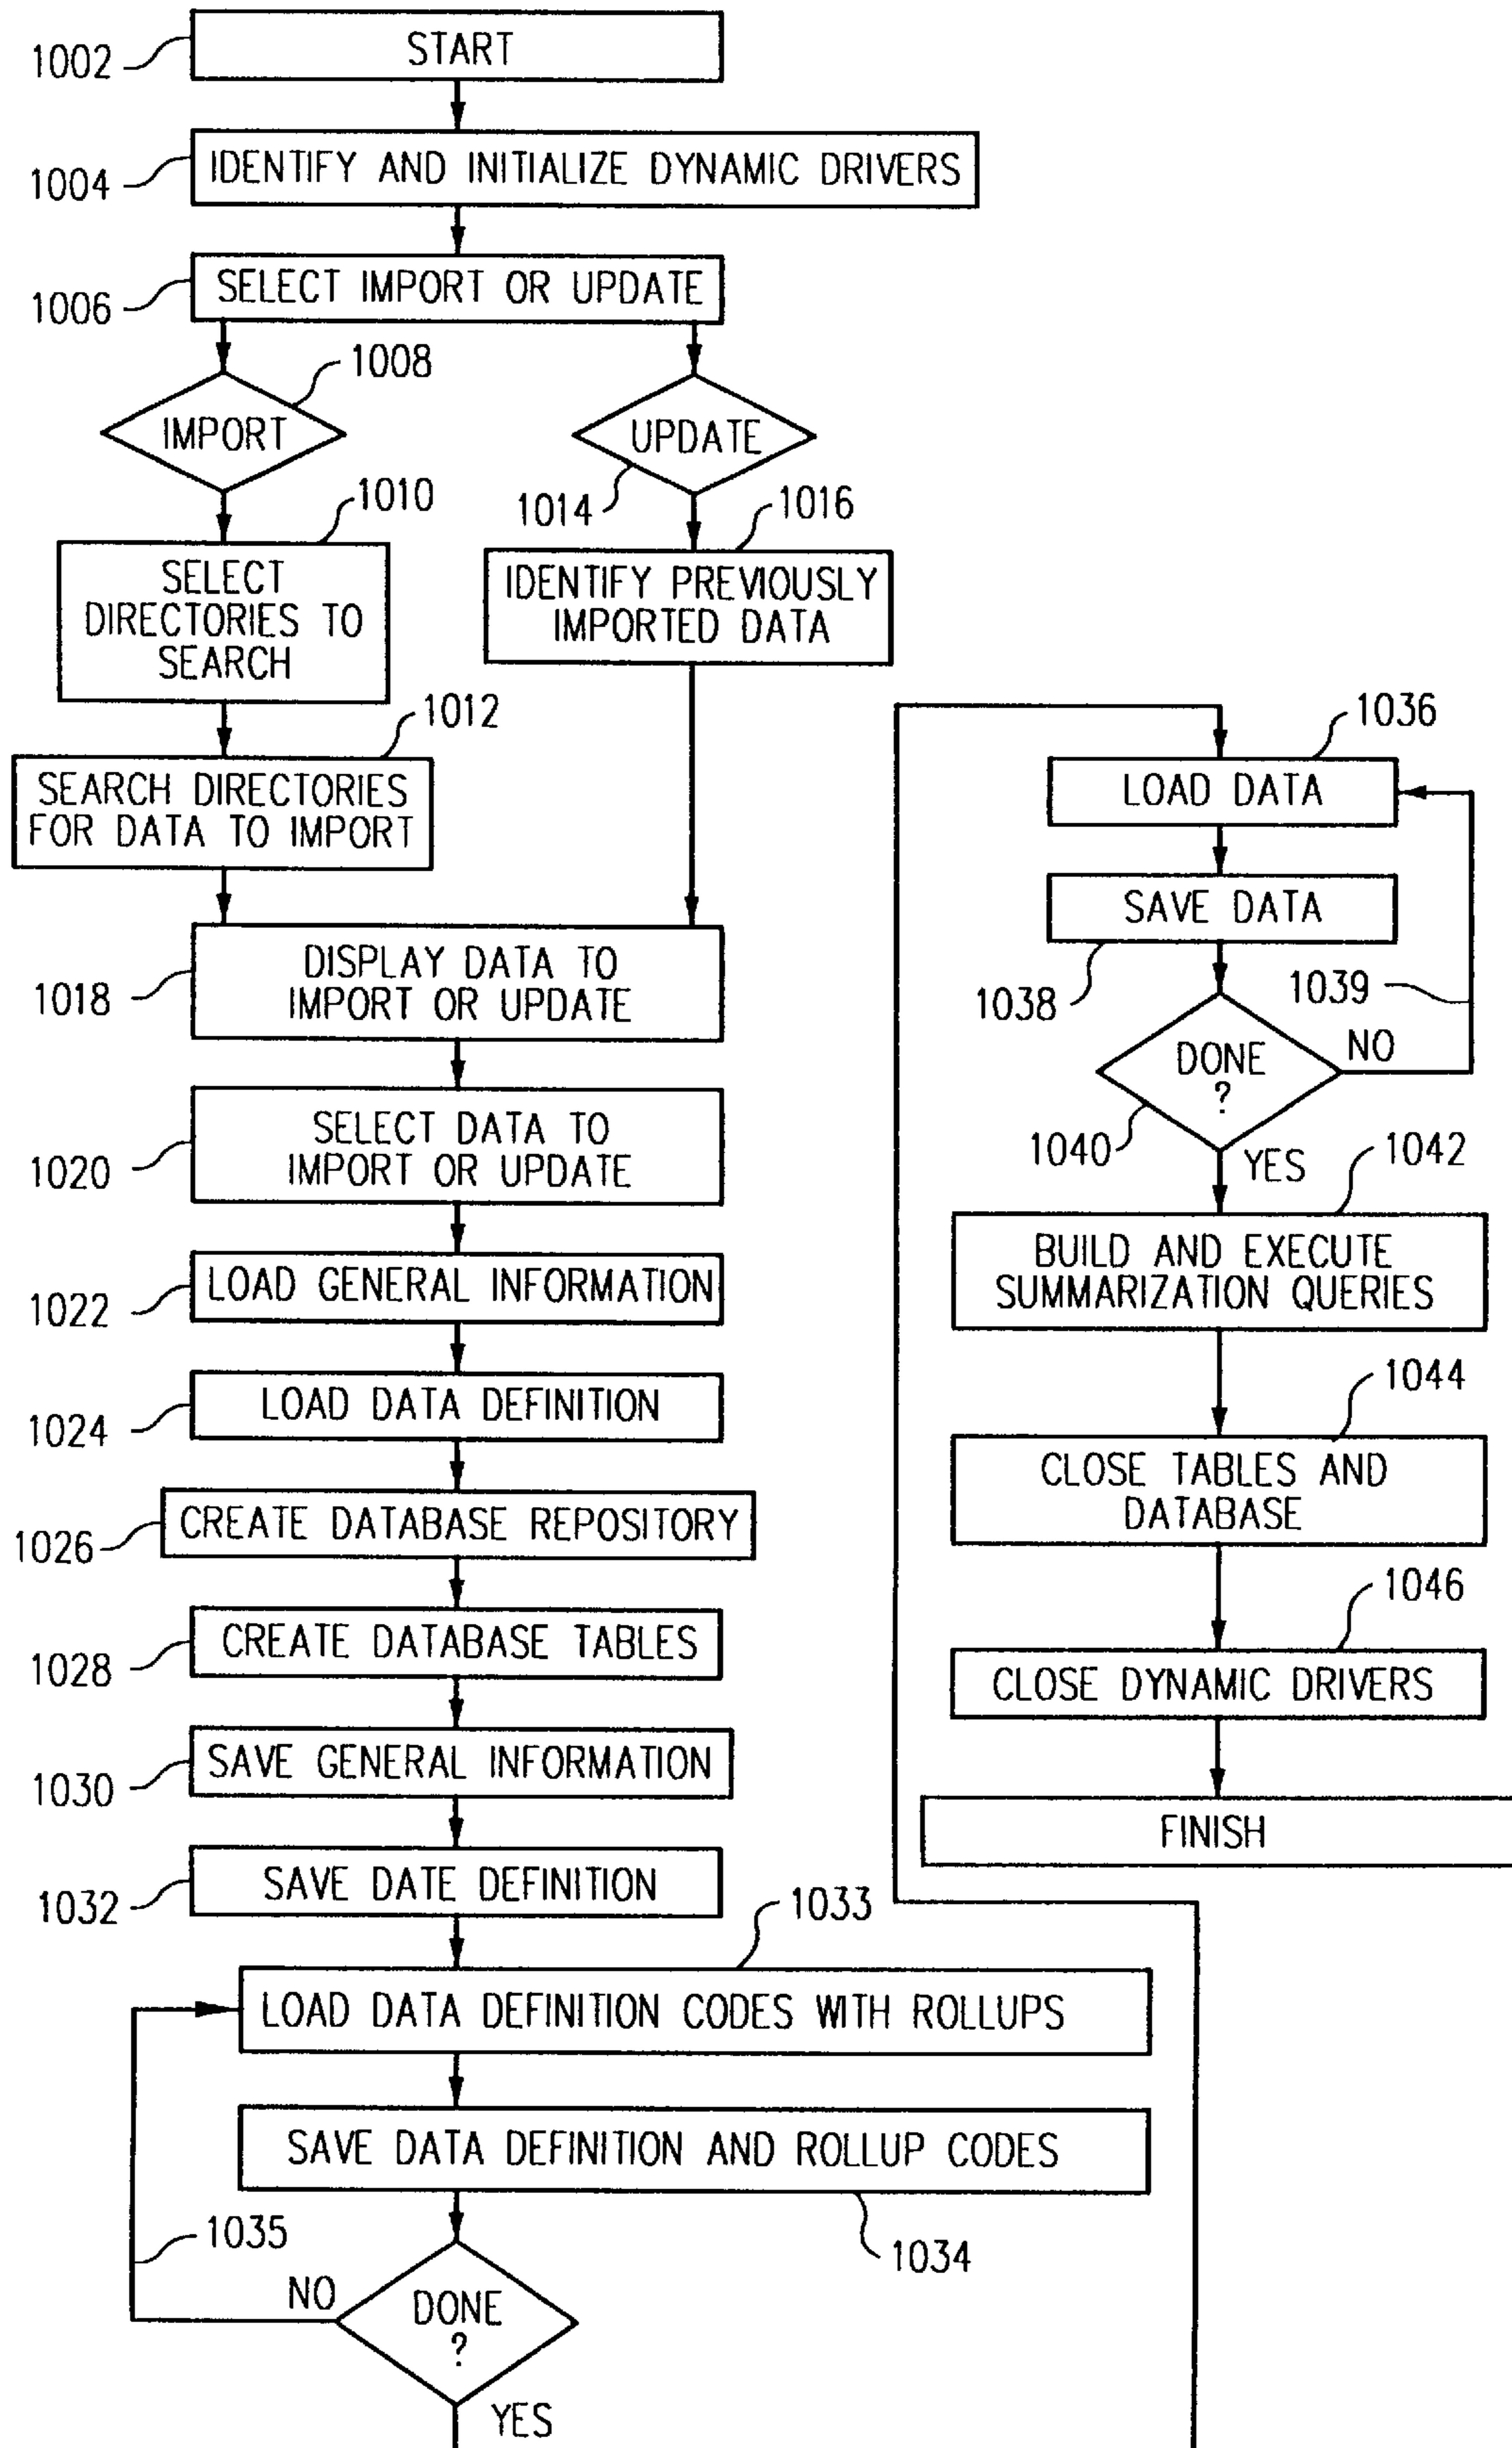 START
1002
IDENTIFY AND INITIALIZE DYNAMIC DRIVERS
1004
SELECT IMPORT OR UPDATE
1006
1008
IMPORT
UPDATE
1010
1014
1016
SELECT
DIRECTORIES TO
SEARCH
IDENTIFY PREVIOUSLY
IMPORTED DATA
1012
SEARCH DIRECTORIES
FOR DATA TO IMPORT
DISPLAY DATA TO
IMPORT OR UPDATE
1018
SELECT DATA TO
IMPORT OR UPDATE
1020
LOAD GENERAL INFORMATION
1022
LOAD DATA DEFINITION
1024
CREATE DATABASE REPOSITORY
1026
CREATE DATABASE TABLES
1028
SAVE GENERAL INFORMATION
1030
SAVE DATE DEFINITION
1032
1033
LOAD DATA DEFINITION CODES WITH ROLLUPS
SAVE DATA DEFINITION AND ROLLUP CODES
1034
1035
NO
DONE
?
YES
1036
LOAD DATA
SAVE DATA
1038
1039
DONE
?
NO
1040
YES
1042
BUILD AND EXECUTE
SUMMARIZATION QUERIES
1044
CLOSE TABLES AND
DATABASE
1046
CLOSE DYNAMIC DRIVERS
FINISH